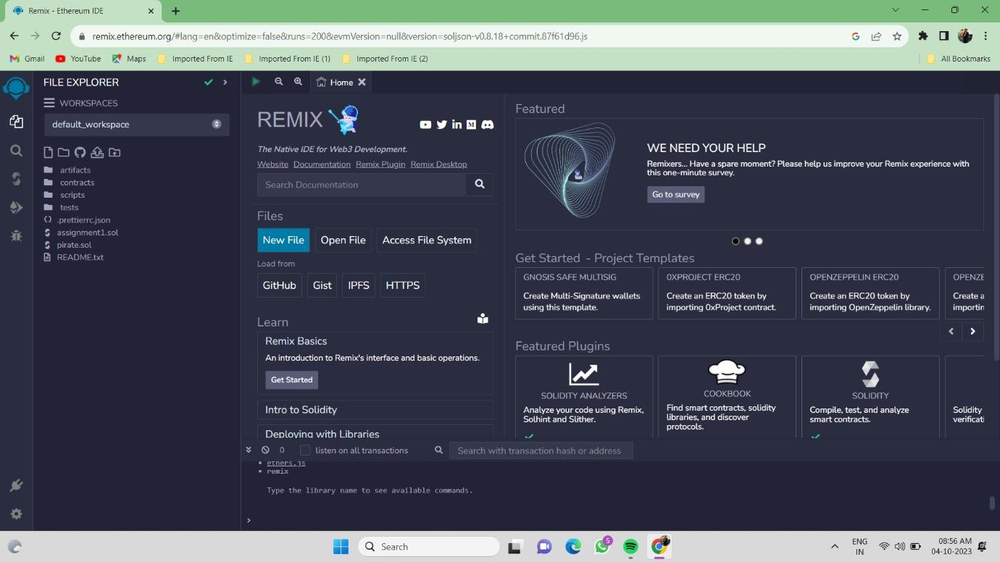 Remix - Ethereum IDE
remix.ethereum.org/#lang=en&optimize=false&runs=200&evmVersion=null&version=soljson-v0.8.18+commit.87f61d96.js
Gmail YouTube Maps Imported From IE Imported From IE (1) Imported From IE (2) All Bookmarks
FILE EXPLORER
WORKSPACES
default_workspace
artifacts
contracts
scripts
tests
.prettierrc.json
assignment1.sol
pirate.sol
README.txt
Home
REMIX
The Native IDE for Web3 Development.
Website Documentation Remix Plugin Remix Desktop
Search Documentation
Files
New File Open File Access File System
Load from
GitHub Gist IPFS HTTPS
Learn
Remix Basics
An introduction to Remix's interface and basic operations.
Get Started
Intro to Solidity
Deploying with Libraries
Featured
WE NEED YOUR HELP
Remixers... Have a spare moment? Please help us improve your Remix experience with
this one-minute survey.
Go to survey
Get Started - Project Templates
GNOSIS SAFE MULTISIG
Create Multi-Signature wallets
using this template.
0XPROJECT ERC20
Create an ERC20 token by
importing 0xProject contract.
OPENZEPPELIN ERC20
Create an ERC20 token by
importing OpenZeppelin library.
OPENZE
Create a
importin
Featured Plugins
SOLIDITY ANALYZERS
Analyze your code using Remix,
Solhint and Slither.
COOKBOOK
Find smart contracts, solidity
libraries, and discover
protocols.
SOLIDITY
Compile, test, and analyze
smart contracts.
Solidity
verificati
0 listen on all transactions Search with transaction hash or address
ethers.js
remix
Type the library name to see available commands.
>
Search
5
ENG
IN
08:56 AM
04-10-2023